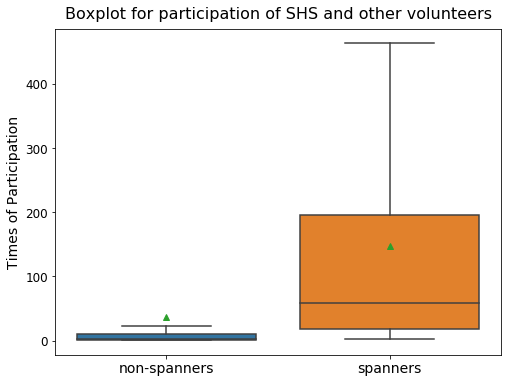 Boxplot for participation of SHS and other volunteers
Times of Participation
400
300
200
100
0
non-spanners
spanners